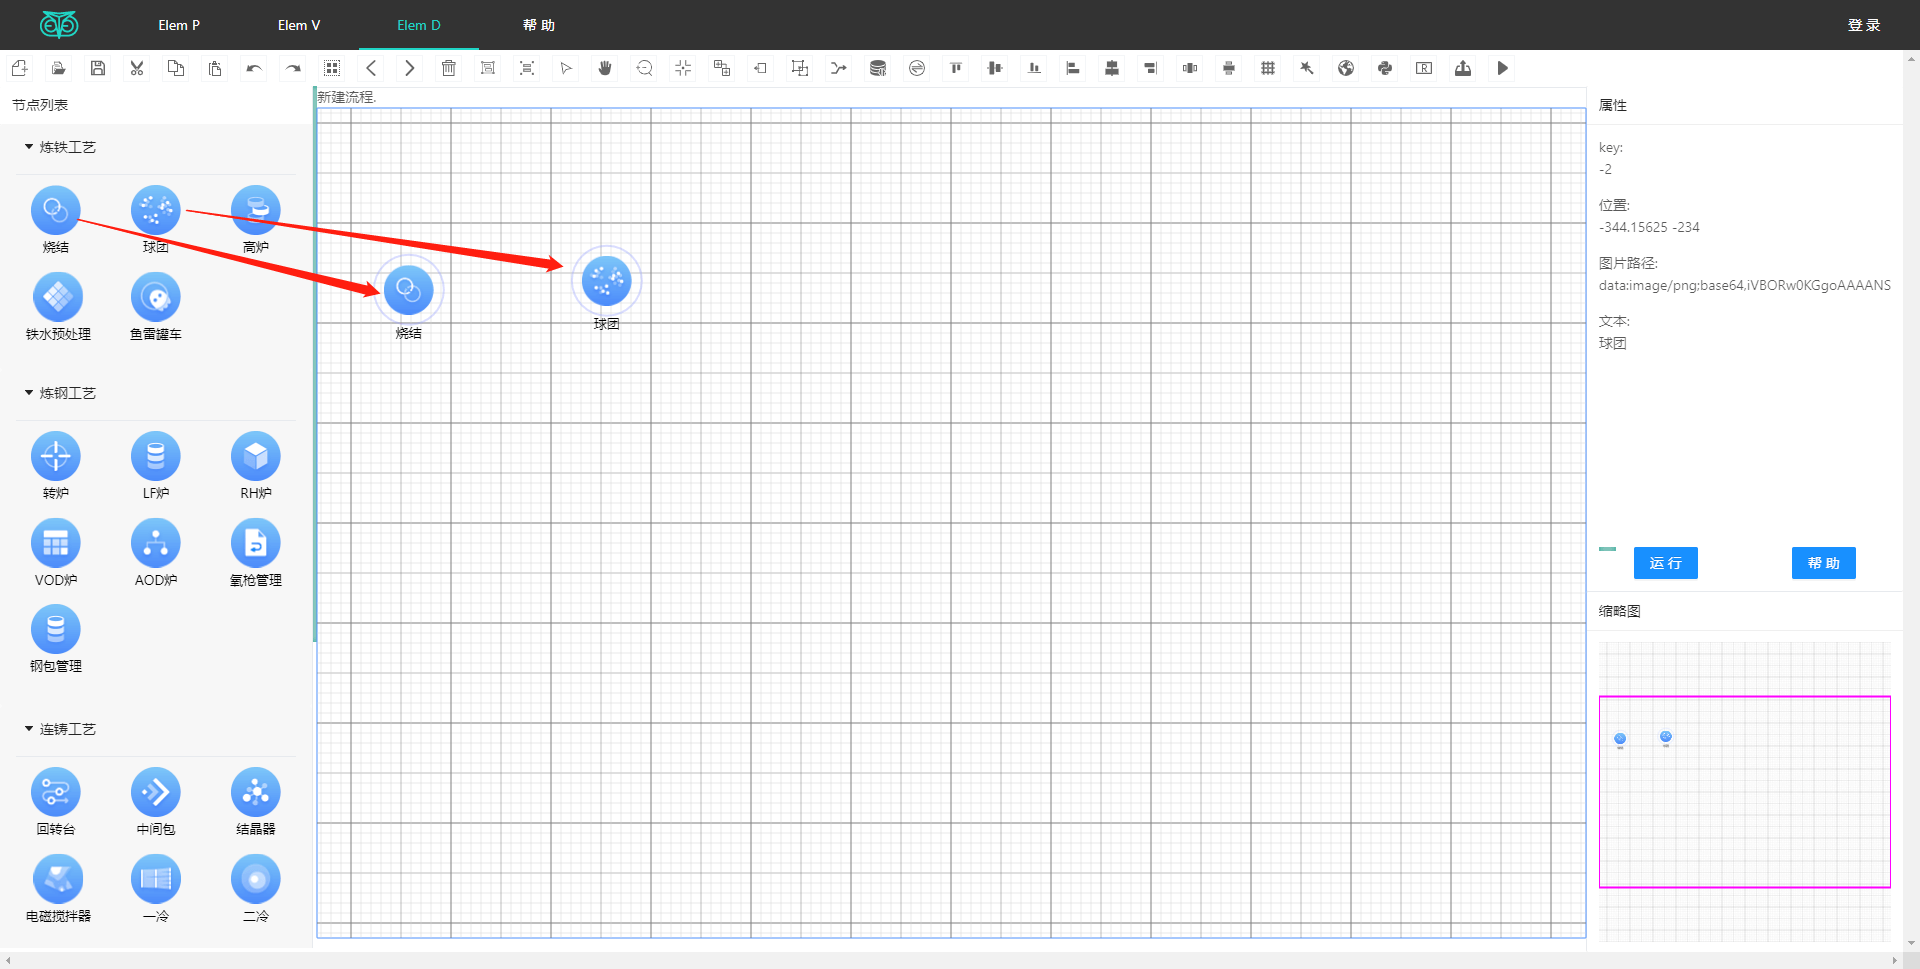 Elem P
Elem V
Elem D
帮 助
登 录
节点列表
新建流程.
属性
炼铁工艺
烧结
球团
高炉
铁水预处理
鱼雷罐车
炼钢工艺
转炉
LF炉
RH炉
VOD炉
AOD炉
氧枪管理
钢包管理
连铸工艺
回转台
中间包
结晶器
电磁搅拌器
一冷
二冷
烧结
球团
R
key:
-2
位置:
-344.15625 -234
图片路径:
data:image/png;base64,iVBORw0KGgoAAAANS
文本:
球团
运 行
帮 助
缩略图